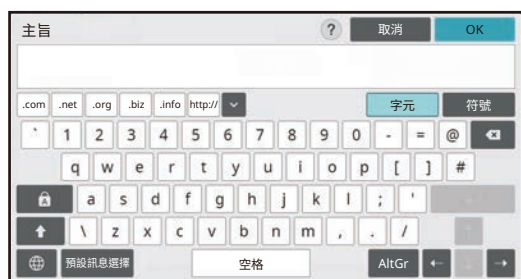 主旨 ? 取消 OK
.com .net .org .biz .info http:// 字元 符號
` 1 2 3 4 5 6 7 8 9 0 - = @
q w e r t y u i o p [ ] #
A a s d f g h j k l ; '
\ z x c v b n m , . /
預設訊息選擇 空格 AltGr ← →